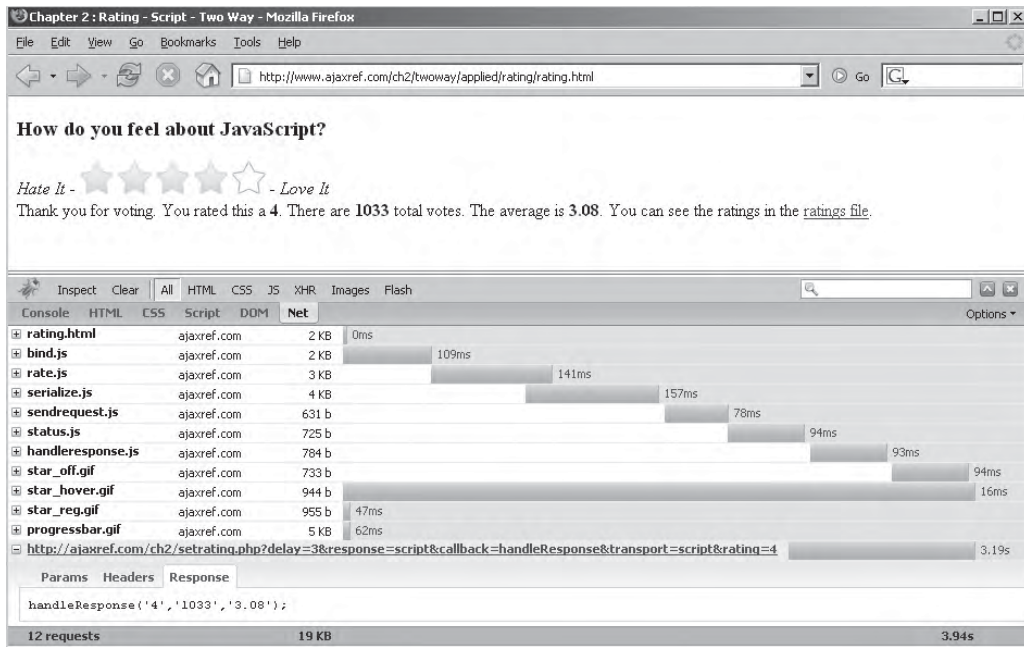 Chapter 2 : Rating - Script - Two Way - Mozilla Firefox
File Edit View Go Bookmarks Tools Help
http://www.ajaxref.com/ch2/twoway/applied/rating/rating.html Go G
How do you feel about JavaScript?
Hate It - - Love It
Thank you for voting. You rated this a 4. There are 1033 total votes. The average is 3.08. You can see the ratings in the ratings file.
Inspect Clear All HTML CSS JS XHR Images Flash
Console HTML CSS Script DOM Net Options
rating.html ajaxref.com 2 KB 0ms
bind.js ajaxref.com 2 KB 109ms
rate.js ajaxref.com 3 KB 141ms
serialize.js ajaxref.com 4 KB 157ms
sendrequest.js ajaxref.com 631 b 78ms
status.js ajaxref.com 725 b 94ms
handleresponse.js ajaxref.com 784 b 93ms
star_off.gif ajaxref.com 733 b 94ms
star_hover.gif ajaxref.com 944 b 16ms
star_reg.gif ajaxref.com 955 b 47ms
progressbar.gif ajaxref.com 5 KB 62ms
http://ajaxref.com/ch2/setrating.php?delay=3&response=script&callback=handleResponse&transport=script&rating=4 3.19s
Params Headers Response
handleResponse('4','1033','3.08');
12 requests 19 KB 3.94s